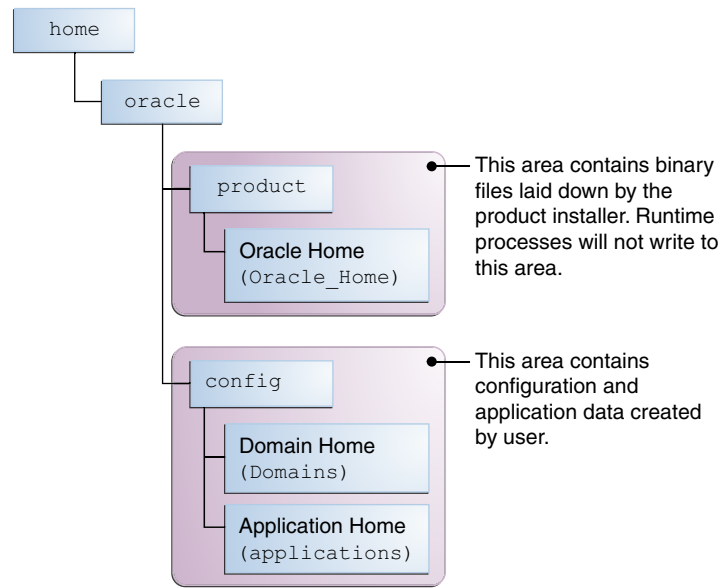 home
oracle
product
Oracle Home
(Oracle_Home)
This area contains binary
files laid down by the
product installer. Runtime
processes will not write to
this area.
config
Domain Home
(Domains)
Application Home
(applications)
This area contains
configuration and
application data created
by user.